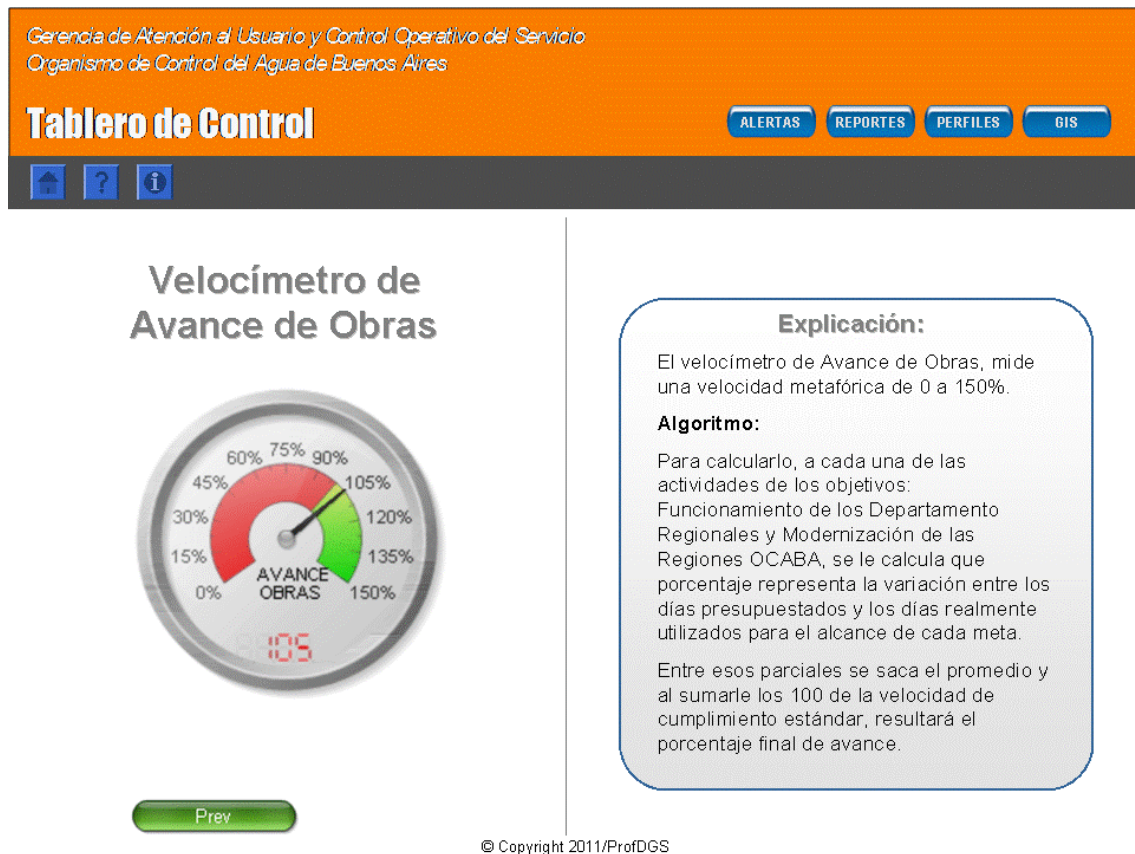 Gerencia de Atención al Usuario y Control Operativo del Servicio
Organismo de Control del Agua de Buenos Aires
Tablero de Control
ALERTAS
REPORTES
PERFILES
GIS
Velocímetro de
Avance de Obras
0%
15%
30%
45%
60%
75%
90%
105%
120%
135%
150%
AVANCE
OBRAS
105
Prev
Explicación:
El velocímetro de Avance de Obras, mide
una velocidad metafórica de 0 a 150%.
Algoritmo:
Para calcularlo, a cada una de las
actividades de los objetivos:
Funcionamiento de los Departamento
Regionales y Modernización de las
Regiones OCABA, se le calcula que
porcentaje representa la variación entre los
días presupuestados y los días realmente
utilizados para el alcance de cada meta.
Entre esos parciales se saca el promedio y
al sumarle los 100 de la velocidad de
cumplimiento estándar, resultará el
porcentaje final de avance.
© Copyright 2011/ProfDGS